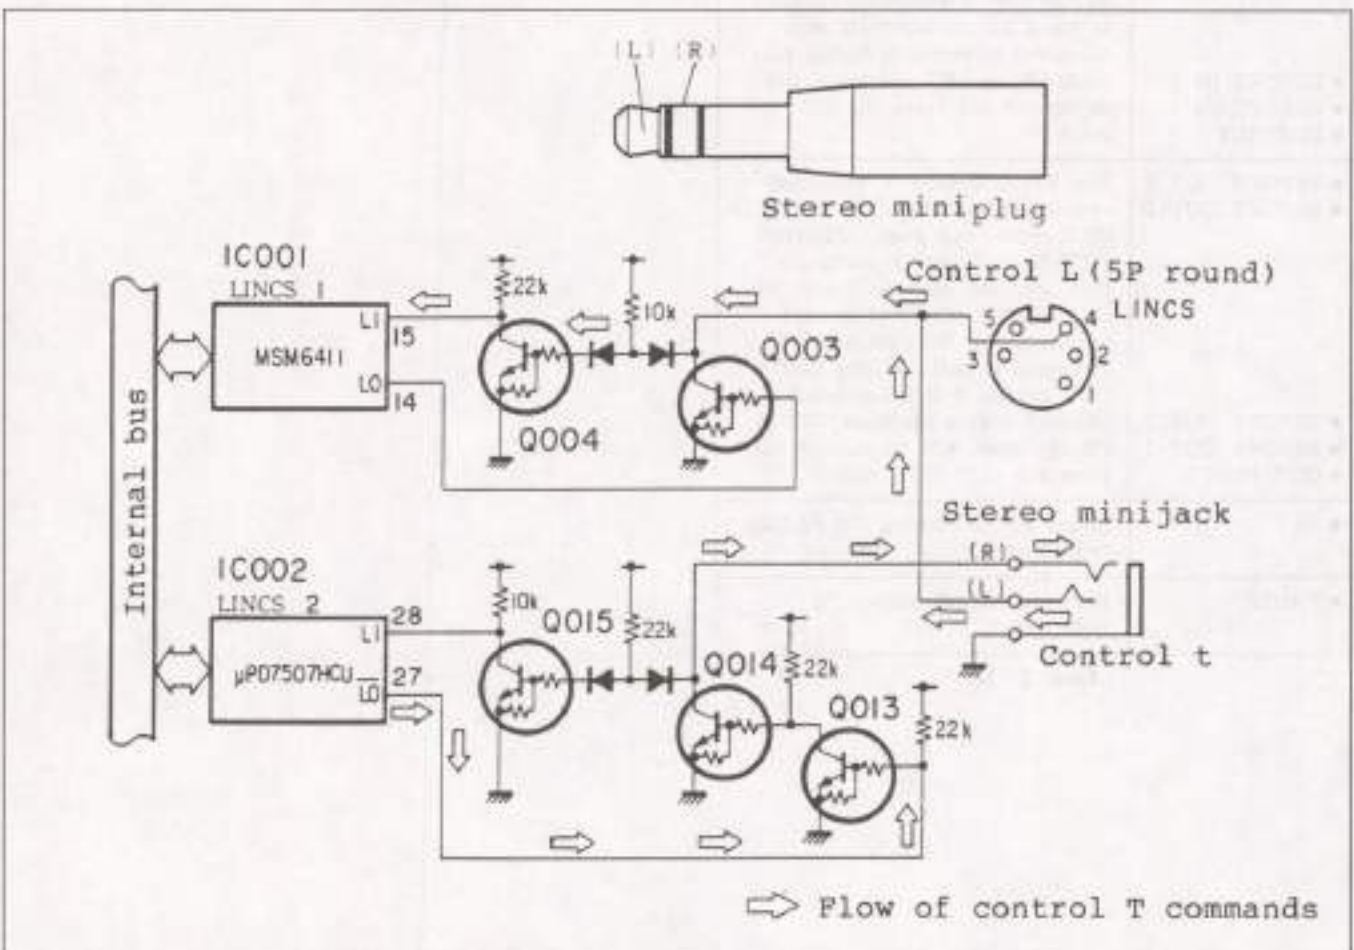 (L) (R)
Stereo miniplug
IC001
LINCS 1
22k
10k
Control L (5P round)
LINCS
LI
15
MSM6411
LO
14
Q003
5
4
3
2
1
Q004
Internal bus
Stereo minijack
IC002
LINCS 2
28
10k
Q015
22k
(R)
(L)
LI
μPD7507HCU
27
LO
Q014
22k
Control t
Q013
22k
Flow of control T commands